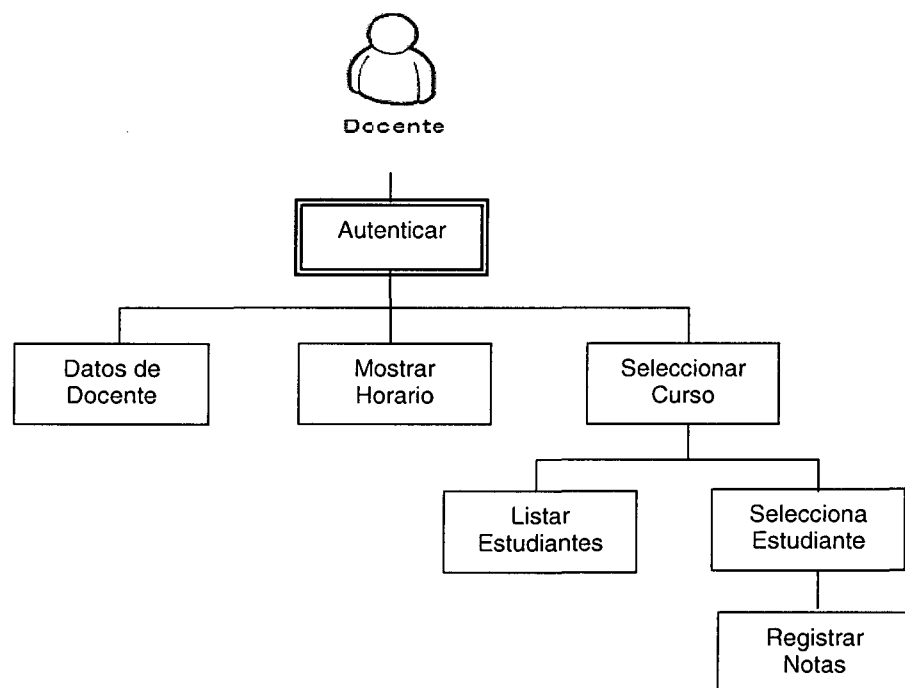 Docente
Autenticar
Datos de
Docente
Mostrar
Horario
Seleccionar
Curso
Listar
Estudiantes
Selecciona
Estudiante
Registrar
Notas